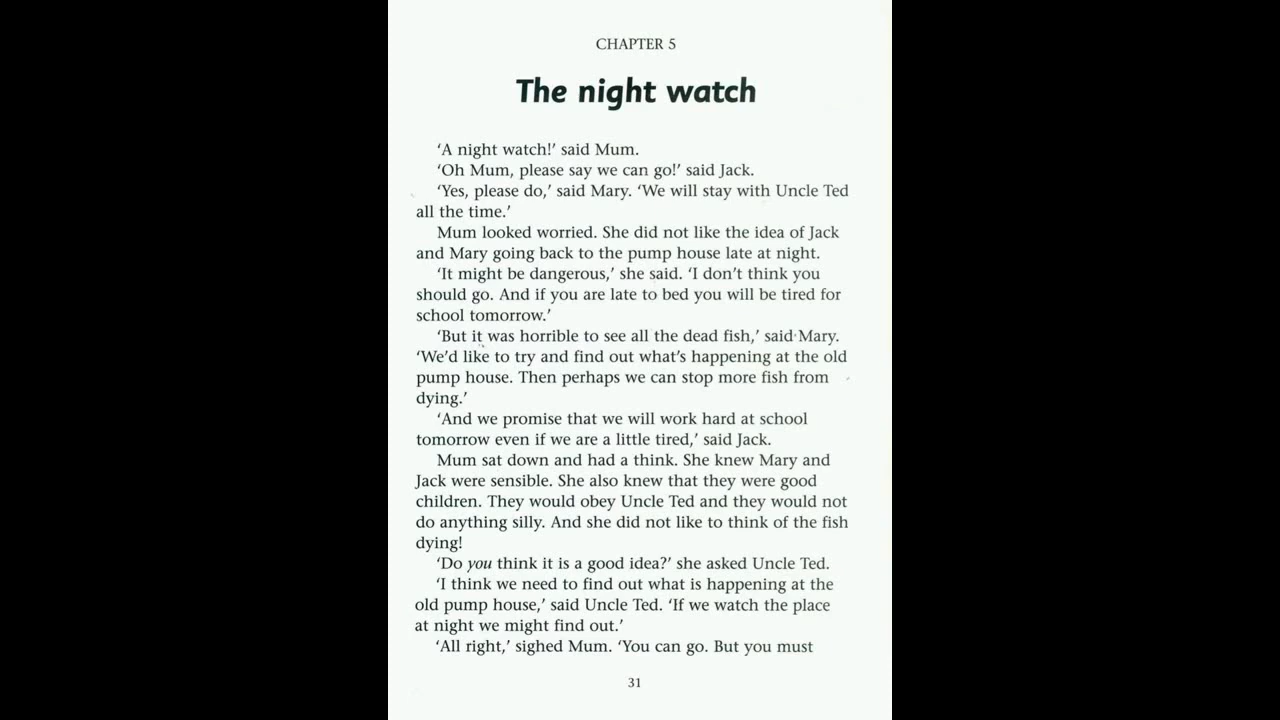 CHAPTER 5
The night watch
‘A night watch!’ said Mum.
‘Oh Mum, please say we can go!’ said Jack.
‘Yes, please do,’ said Mary. ‘We will stay with Uncle Ted
all the time.’
Mum looked worried. She did not like the idea of Jack
and Mary going back to the pump house late at night.
‘It might be dangerous,’ she said. ‘I don’t think you
should go. And if you are late to bed you will be tired for
school tomorrow.’
‘But it was horrible to see all the dead fish,’ said Mary.
‘We’d like to try and find out what’s happening at the old
pump house. Then perhaps we can stop more fish from
dying.’
‘And we promise that we will work hard at school
tomorrow even if we are a little tired,’ said Jack.
Mum sat down and had a think. She knew Mary and
Jack were sensible. She also knew that they were good
children. They would obey Uncle Ted and they would not
do anything silly. And she did not like to think of the fish
dying!
‘Do you think it is a good idea?’ she asked Uncle Ted.
‘I think we need to find out what is happening at the
old pump house,’ said Uncle Ted. ‘If we watch the place
at night we might find out.’
‘All right,’ sighed Mum. ‘You can go. But you must
31